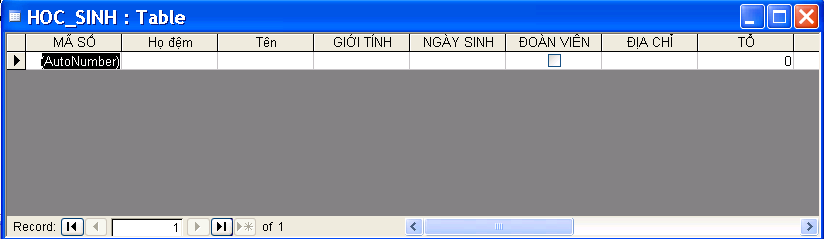 HOC_SINH : Table
MÃ SỐ Họ đệm Tên GIỚI TÍNH NGÀY SINH ĐOÀN VIÊN ĐỊA CHỈ TỔ
(AutoNumber) 0
Record: 1 of 1